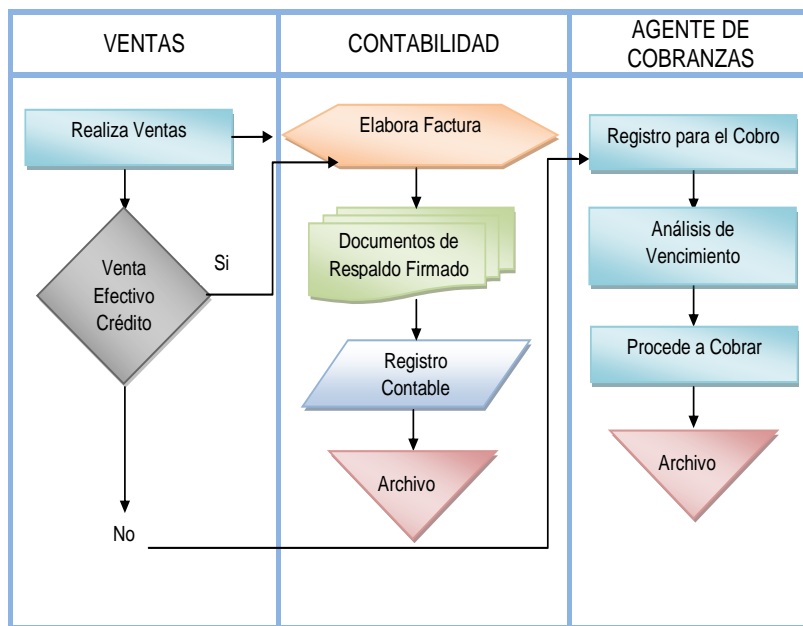 VENTAS
CONTABILIDAD
AGENTE DE
COBRANZAS
Realiza Ventas
Elabora Factura
Registro para el Cobro
Venta
Efectivo
Crédito
Si
No
Documentos de
Respaldo Firmado
Registro
Contable
Archivo
Análisis de
Vencimiento
Procede a Cobrar
Archivo